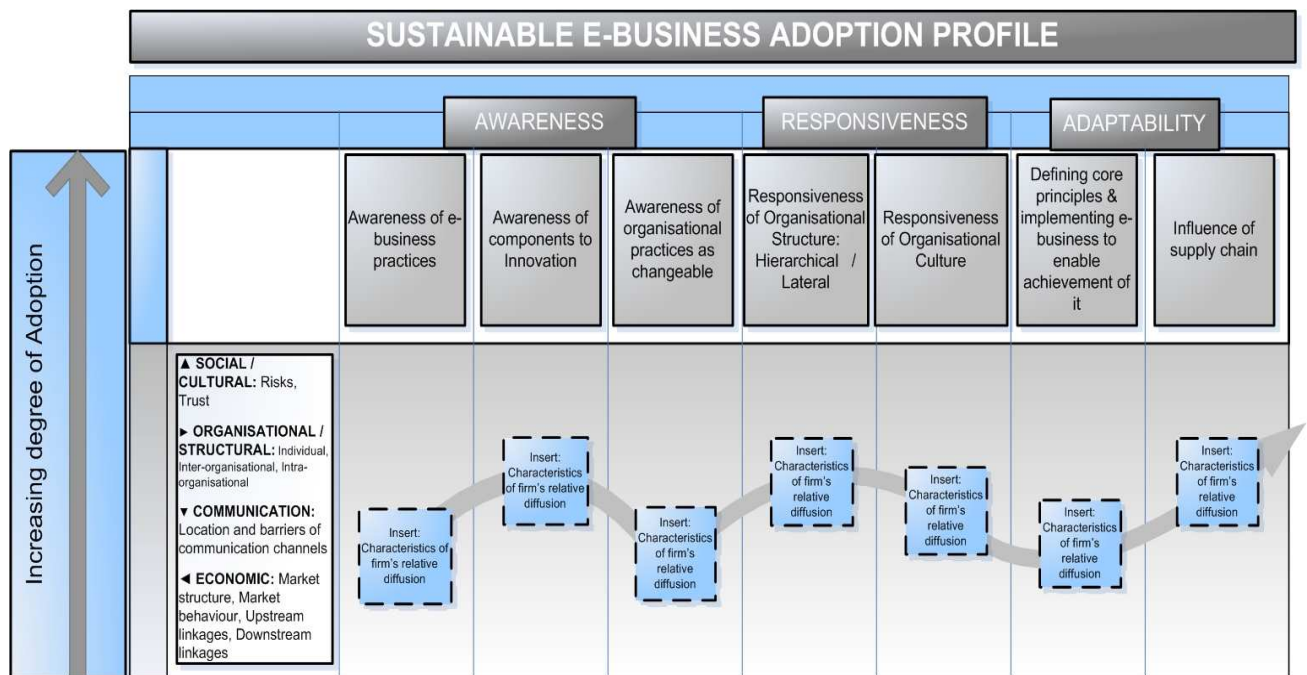 SUSTAINABLE E-BUSINESS ADOPTION PROFILE
AWARENESS
RESPONSIVENESS
ADAPTABILITY
Increasing degree of Adoption
Awareness of e-
business
practices
Awareness of
components to
Innovation
Awareness of
organisational
practices as
changeable
Responsiveness
of Organisational
Structure:
Hierarchical / 
Lateral
Responsiveness
of Organisational
Culture
Defining core
principles &
implementing e-
business to
enable
achievement of
it
Influence of
supply chain
▲ SOCIAL /
CULTURAL: Risks,
Trust
► ORGANISATIONAL /
STRUCTURAL: Individual,
Inter-organisational, Intra-
organisational
▼ COMMUNICATION:
Location and barriers of
communication channels
◄ ECONOMIC: Market
structure, Market
behaviour, Upstream
linkages, Downstream
linkages
Insert:
Characteristics of
firm's relative
diffusion
Insert:
Characteristics
of firm's relative
diffusion
Insert:
Characteristics
of firm's
relative
diffusion
Insert:
Characteristics
of firm's
relative
diffusion
Insert:
Characteristics
of firm's
relative
diffusion
Insert:
Characteristics
of firm's
relative
diffusion
Insert:
Characteristics
of firm's
relative
diffusion